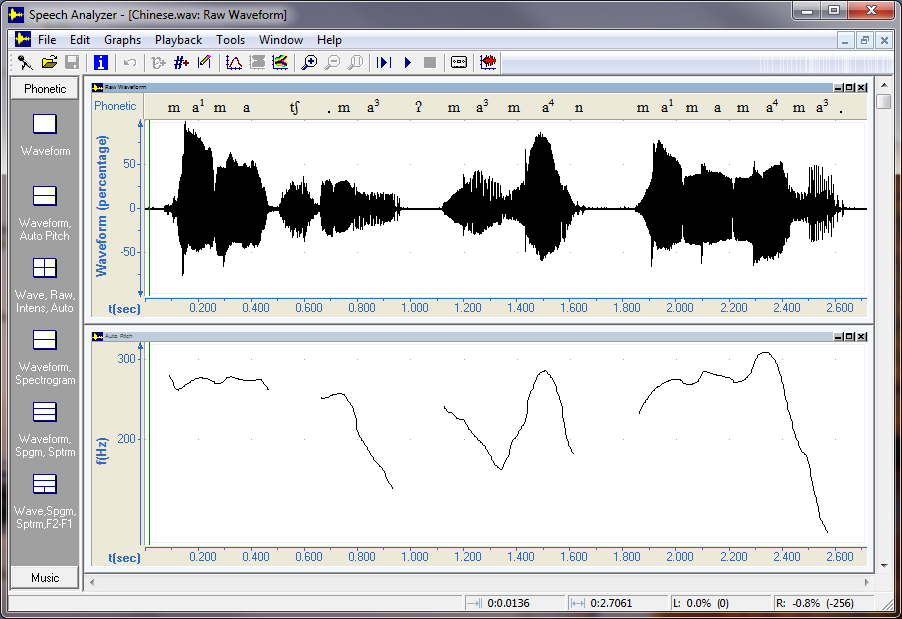 Speech Analyzer - [Chinese.wav: Raw Waveform]
File Edit Graphs Playback Tools Window Help
Phonetic
Waveform
Waveform,
Auto Pitch
Wave, Raw,
Intens, Auto
Waveform,
Spectrogram
Waveform,
Spgm, Sptrm
Wave,Spgm,
Sptrm,F2-F1
Music
Raw Waveform
Phonetic m a¹ m a tʃ . m a³ ʔ m a³ m a⁴ n m a¹ m a m a⁴ m a³ .
Waveform (percentage)
50
0
-50
t(sec) 0.200 0.400 0.600 0.800 1.000 1.200 1.400 1.600 1.800 2.000 2.200 2.400 2.600
Auto Pitch
f(Hz)
300
200
t(sec) 0.200 0.400 0.600 0.800 1.000 1.200 1.400 1.600 1.800 2.000 2.200 2.400 2.600
0:0.0136 0:2.7061 L: 0.0% (0) R: -0.8% (-256)